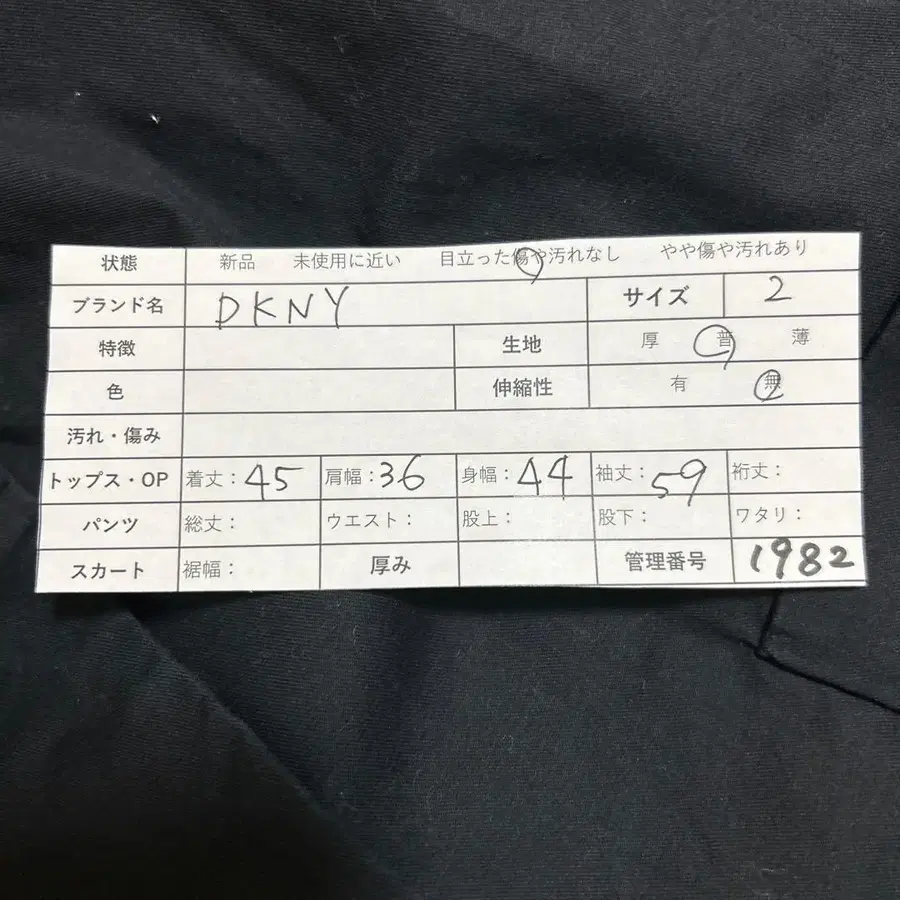 状態 新品 未使用に近い 目立った傷や汚れなし やや傷や汚れあり
ブランド名 DKNY サイズ 2
特徴 生地 厚 普 薄
色 伸縮性 有 無
汚れ・傷み
トップス・OP 着丈:45 肩幅:36 身幅:44 袖丈:59 裄丈:
パンツ 総丈: ウエスト: 股上: 股下: ワタリ:
スカート 裾幅: 厚み 管理番号 1982